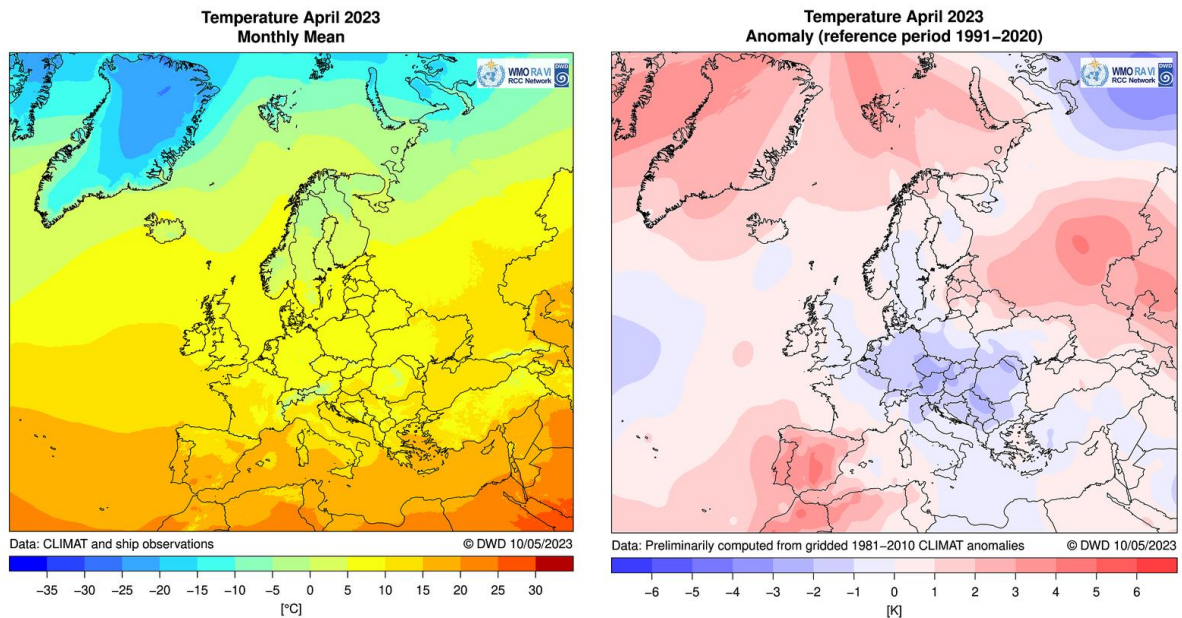 Temperature April 2023
Monthly Mean
WMO RA VI
RCC Network
DWD
Data: CLIMAT and ship observations
© DWD 10/05/2023
−35 −30 −25 −20 −15 −10 −5 0 5 10 15 20 25 30
[°C]
Temperature April 2023
Anomaly (reference period 1991−2020)
WMO RA VI
RCC Network
DWD
Data: Preliminarily computed from gridded 1981−2010 CLIMAT anomalies
© DWD 10/05/2023
−6 −5 −4 −3 −2 −1 0 1 2 3 4 5 6
[K]